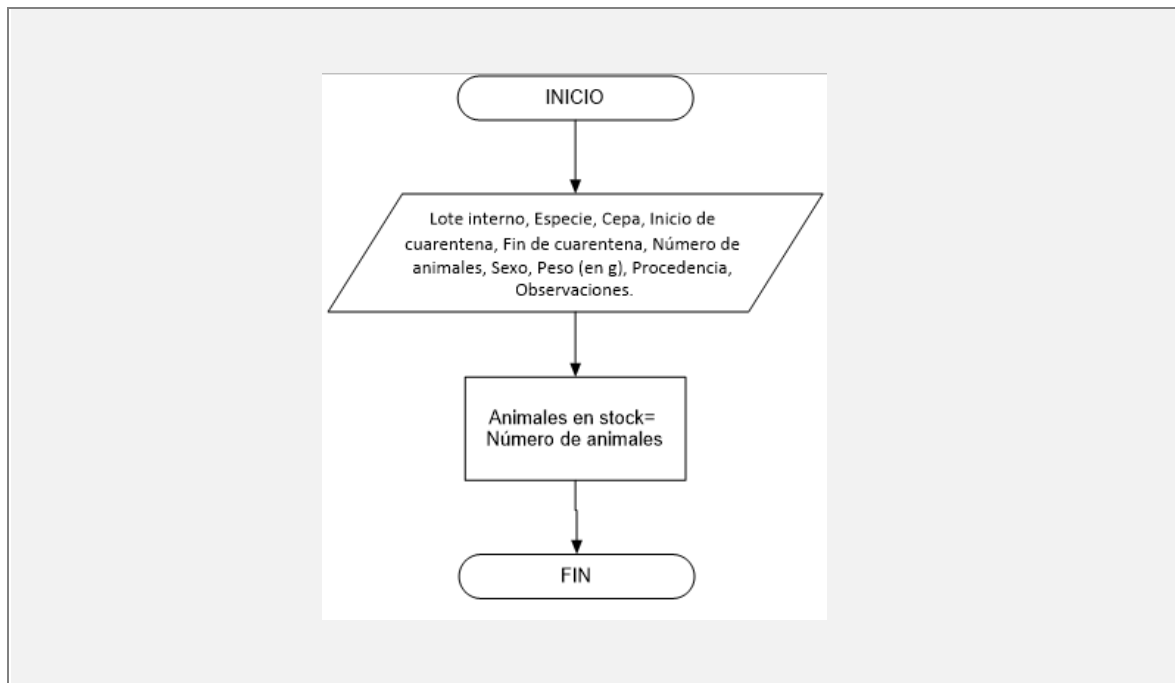 INICIO
Lote interno, Especie, Cepa, Inicio de
cuarentena, Fin de cuarentena, Número de
animales, Sexo, Peso (en g), Procedencia,
Observaciones.
Animales en stock=
Número de animales
FIN